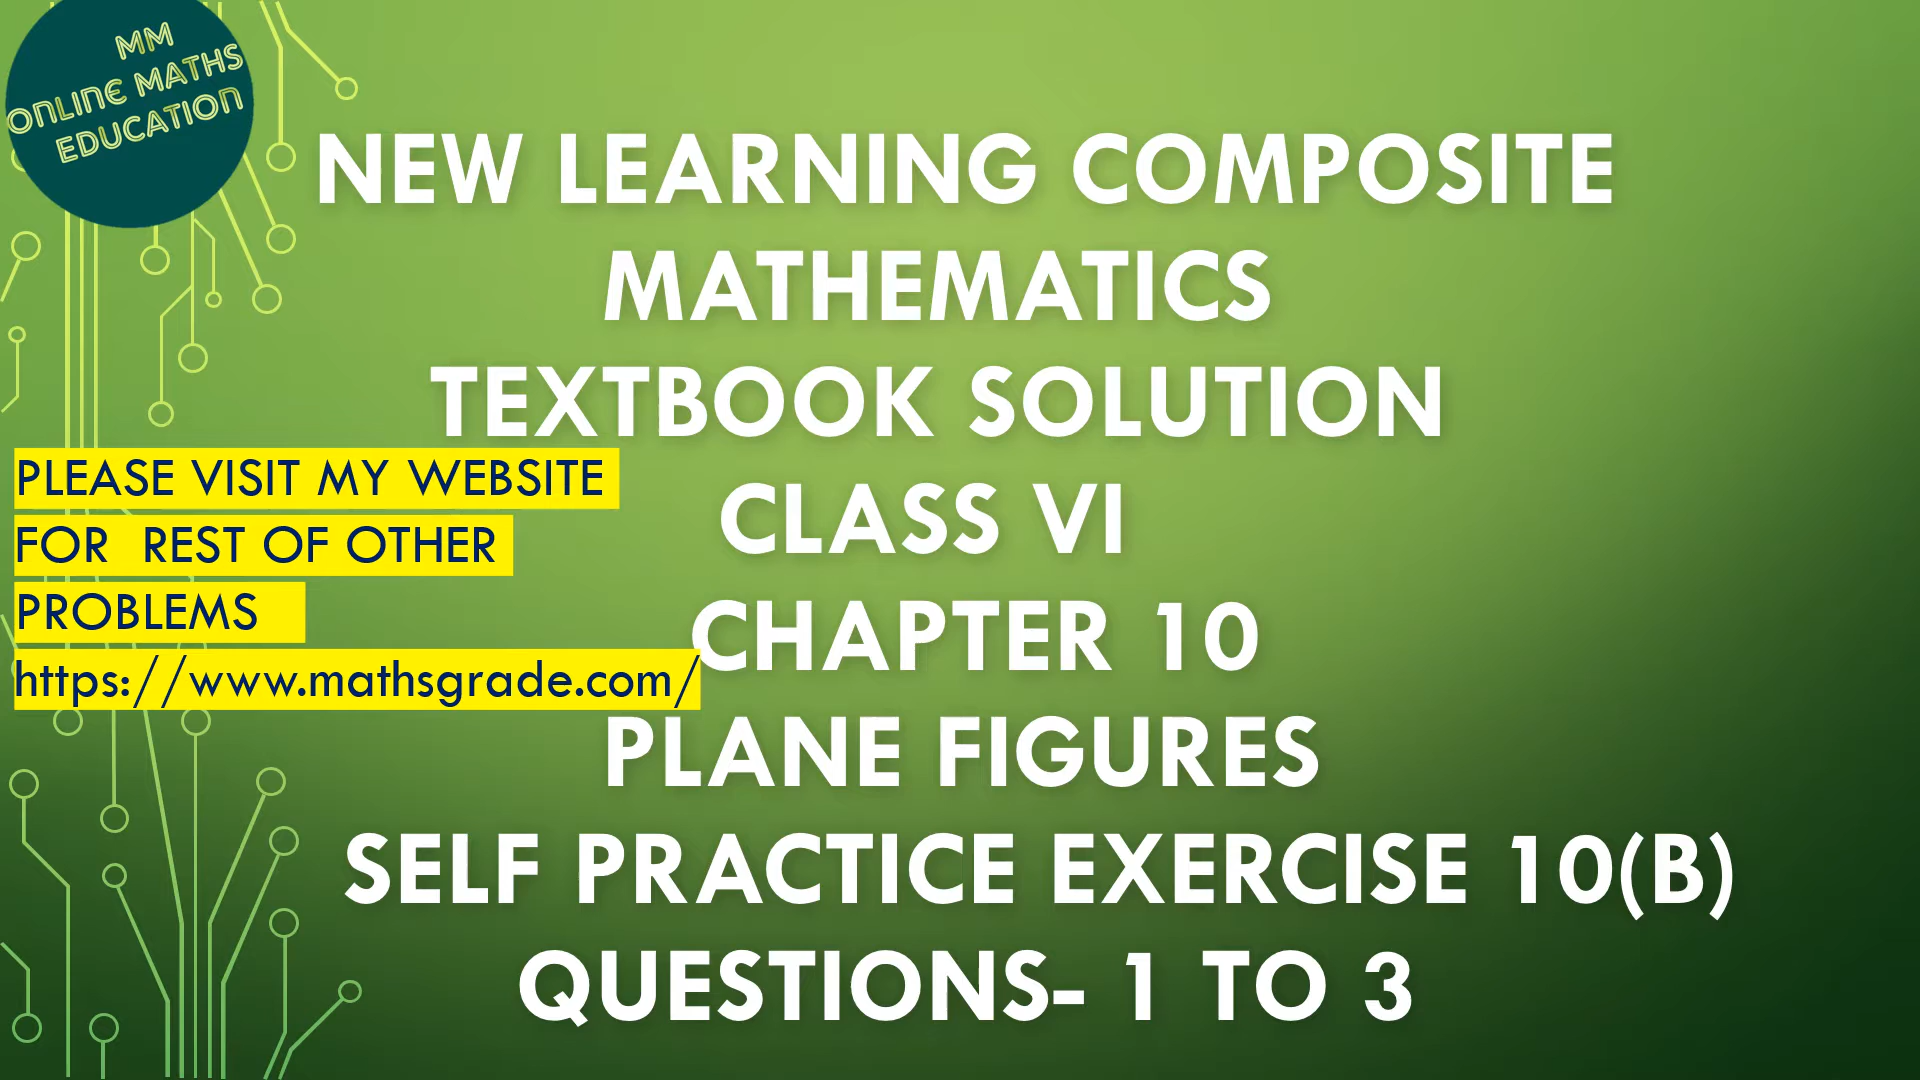 MM
ONLINE MATHS
EDUCATION
NEW LEARNING COMPOSITE
MATHEMATICS
TEXTBOOK SOLUTION
CLASS VI
CHAPTER 10
PLANE FIGURES
SELF PRACTICE EXERCISE 10(B)
QUESTIONS- 1 TO 3
PLEASE VISIT MY WEBSITE
FOR REST OF OTHER
PROBLEMS
https://www.mathsgrade.com/